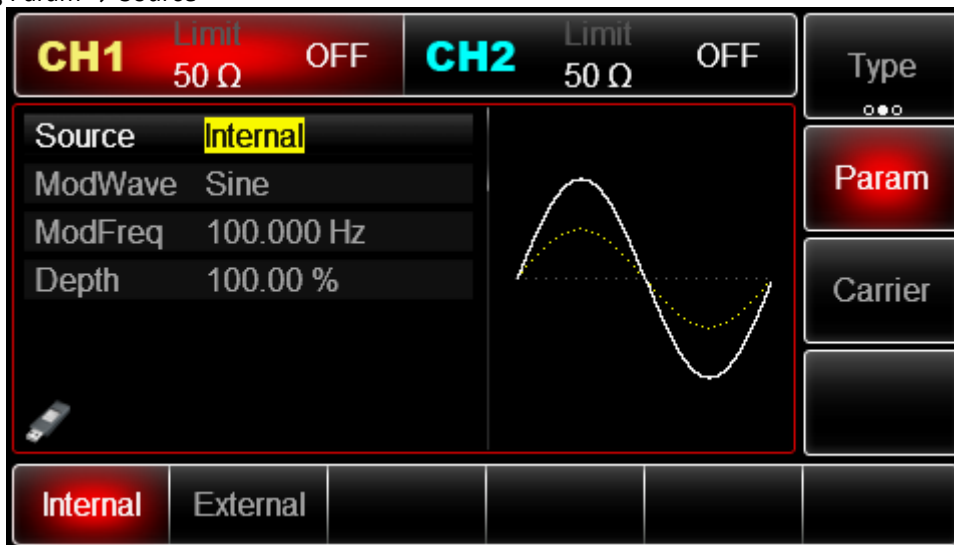 Param → Source
CH1 Limit 50 Ω OFF
CH2 Limit 50 Ω OFF
Type
Source Internal
ModWave Sine
ModFreq 100.000 Hz
Depth 100.00 %
Param
Carrier
Internal External